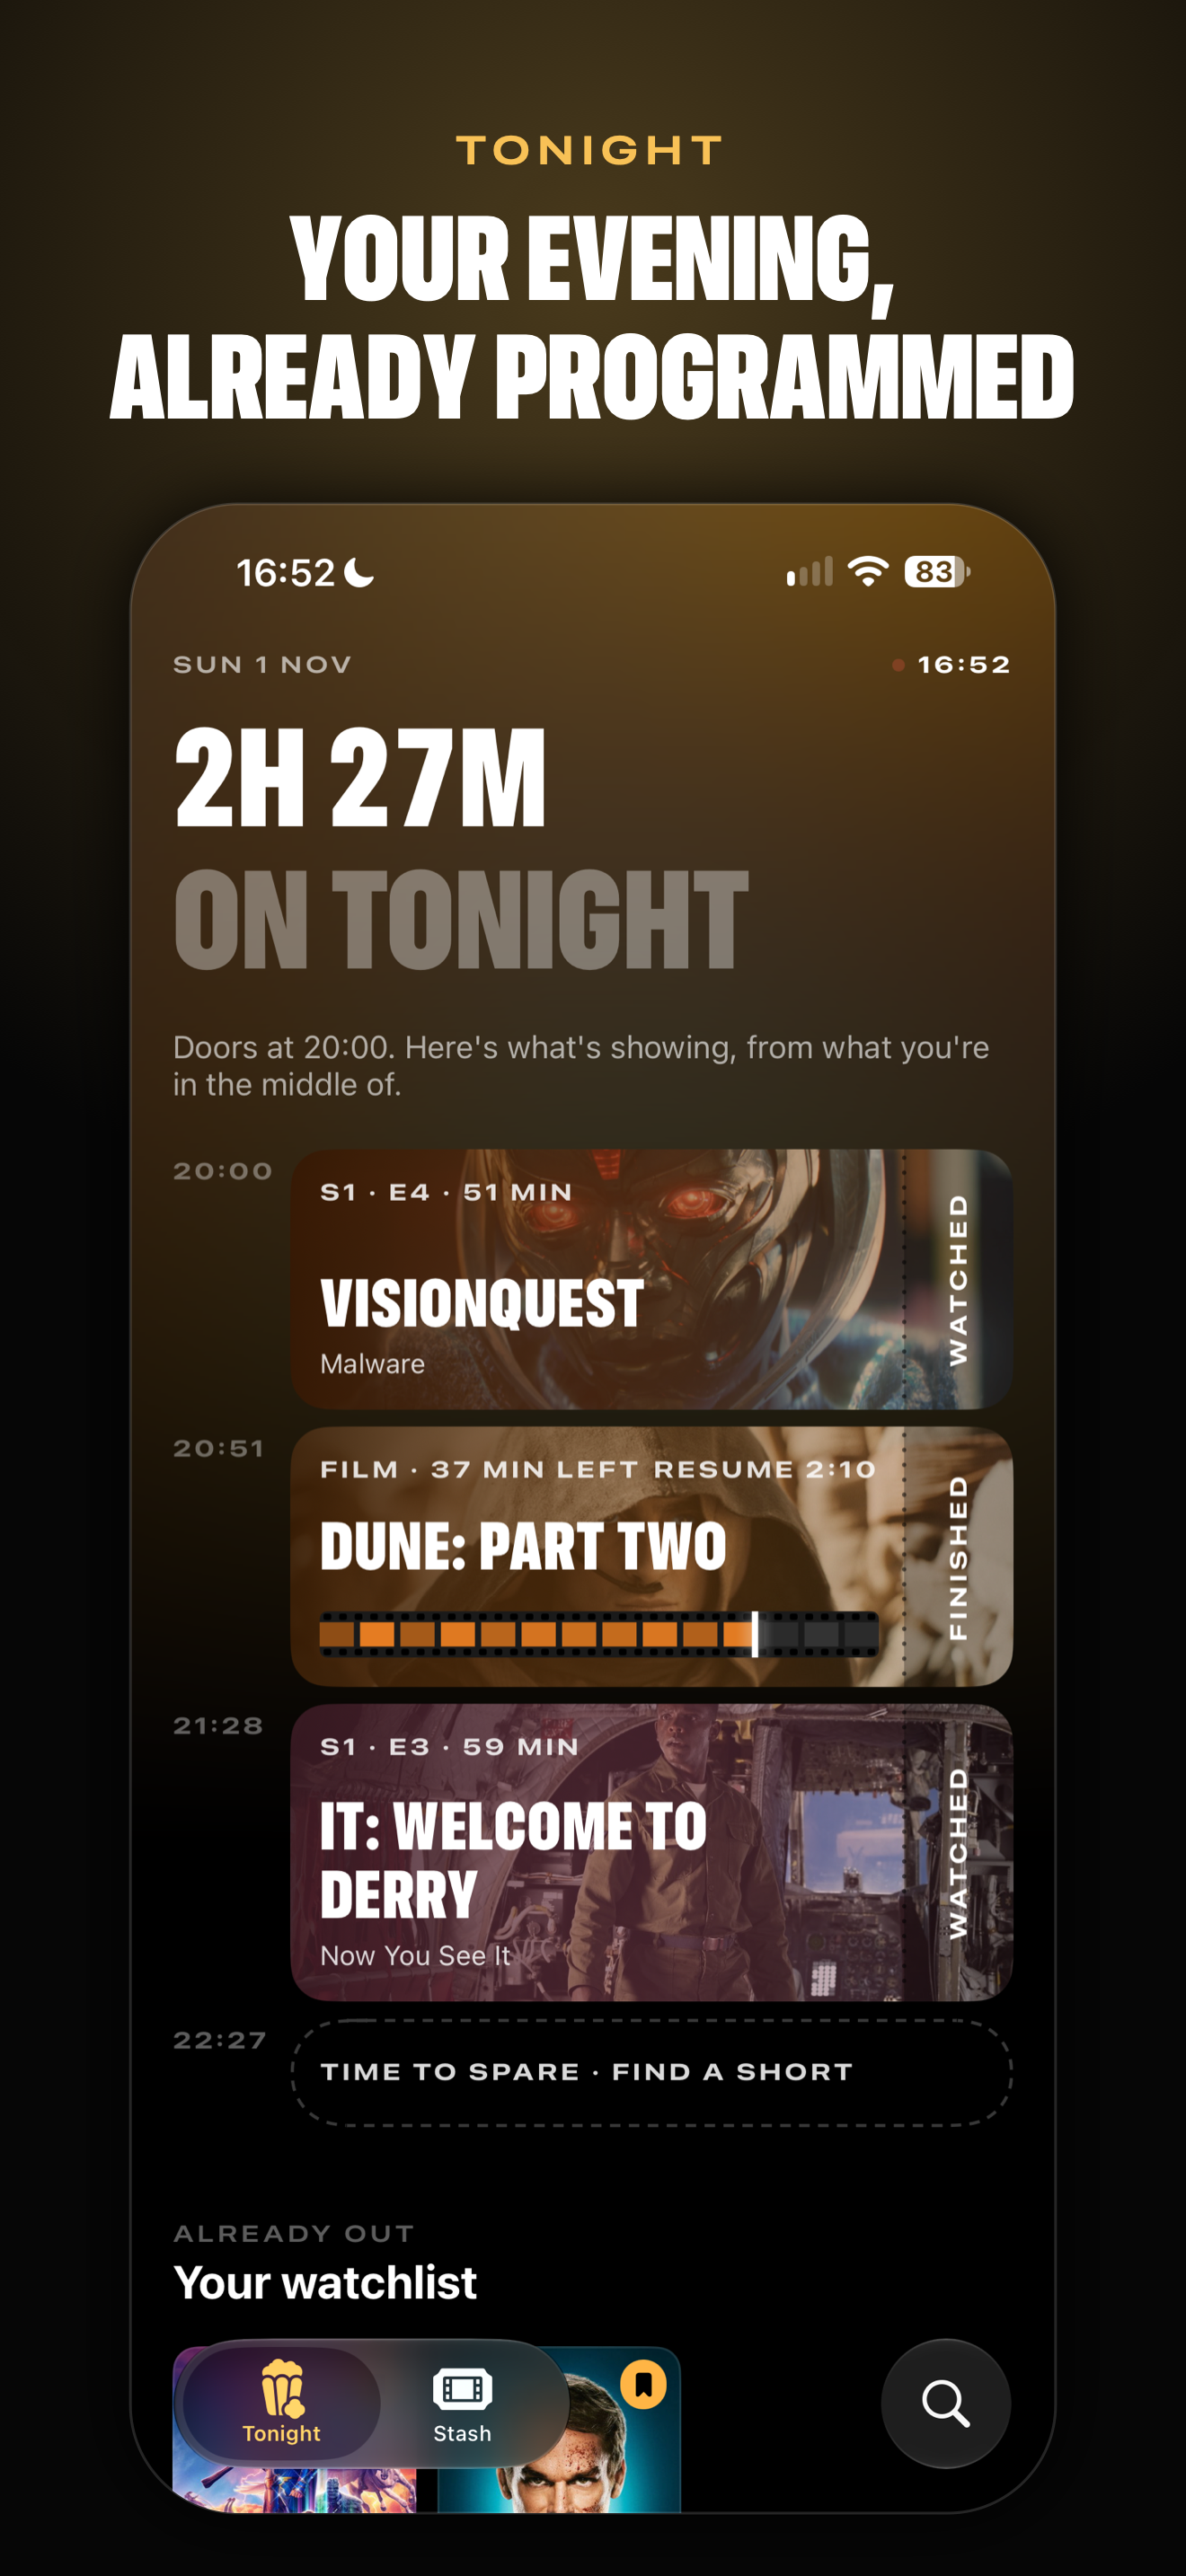 TONIGHT
YOUR EVENING,
ALREADY PROGRAMMED
16:52
83
SUN 1 NOV
16:52
2H 27M
ON TONIGHT
Doors at 20:00. Here's what's showing, from what you're
in the middle of.
20:00
S1 · E4 · 51 MIN
VISIONQUEST
Malware
WATCHED
20:51
FILM · 37 MIN LEFT RESUME 2:10
DUNE: PART TWO
FINISHED
21:28
S1 · E3 · 59 MIN
IT: WELCOME TO
DERRY
Now You See It
WATCHED
22:27
TIME TO SPARE · FIND A SHORT
ALREADY OUT
Your watchlist
Tonight
Stash